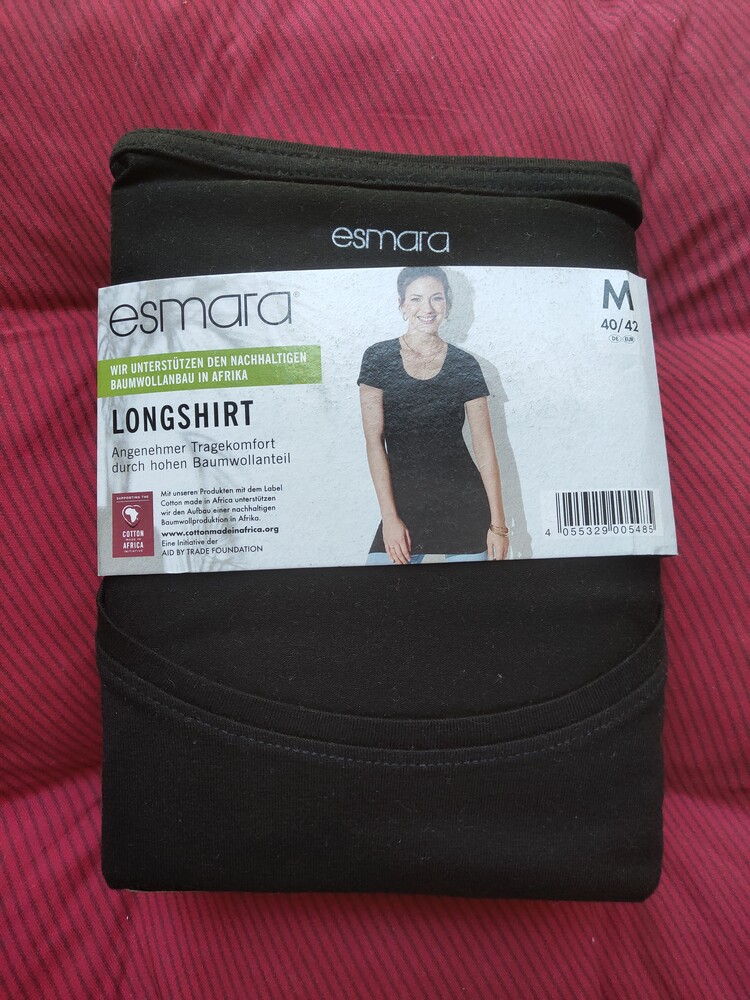 esmara
esmara®
M
40/42
DE EUR
WIR UNTERSTÜTZEN DEN NACHHALTIGEN
BAUMWOLLANBAU IN AFRIKA
LONGSHIRT
Angenehmer Tragekomfort
durch hohen Baumwollanteil
SUPPORTING THE
COTTON
MADE IN
AFRICA
INITIATIVE
Mit unseren Produkten mit dem Label
Cotton made in Africa unterstützen
wir den Aufbau einer nachhaltigen
Baumwollproduktion in Afrika.
www.cottonmadeinafrica.org
Eine Initiative der
AID BY TRADE FOUNDATION
4 055329 005485